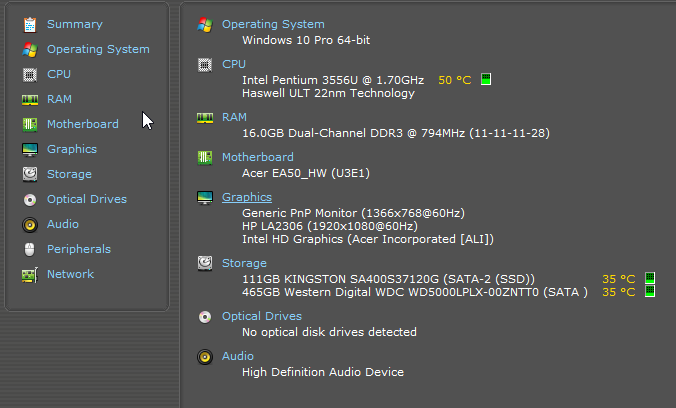 Summary
Operating System
CPU
RAM
Motherboard
Graphics
Storage
Optical Drives
Audio
Peripherals
Network
Operating System
Windows 10 Pro 64-bit
CPU
Intel Pentium 3556U @ 1.70GHz 50 °C
Haswell ULT 22nm Technology
RAM
16.0GB Dual-Channel DDR3 @ 794MHz (11-11-11-28)
Motherboard
Acer EA50_HW (U3E1)
Graphics
Generic PnP Monitor (1366x768@60Hz)
HP LA2306 (1920x1080@60Hz)
Intel HD Graphics (Acer Incorporated [ALI])
Storage
111GB KINGSTON SA400S37120G (SATA-2 (SSD)) 35 °C
465GB Western Digital WDC WD5000LPLX-00ZNTT0 (SATA ) 35 °C
Optical Drives
No optical disk drives detected
Audio
High Definition Audio Device